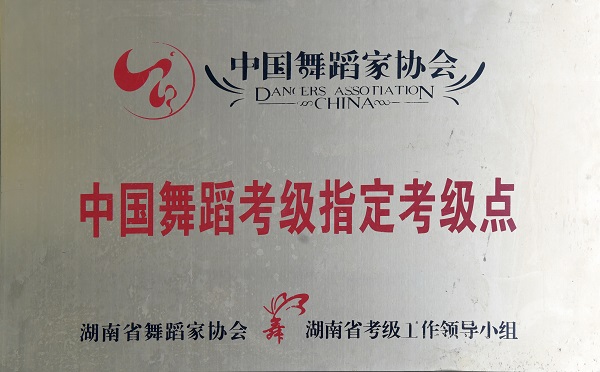 中国舞蹈家协会
DANCERS ASSOTIATION
CHINA
中国舞蹈考级指定考级点
湖南省舞蹈家协会 舞 湖南省考级工作领导小组